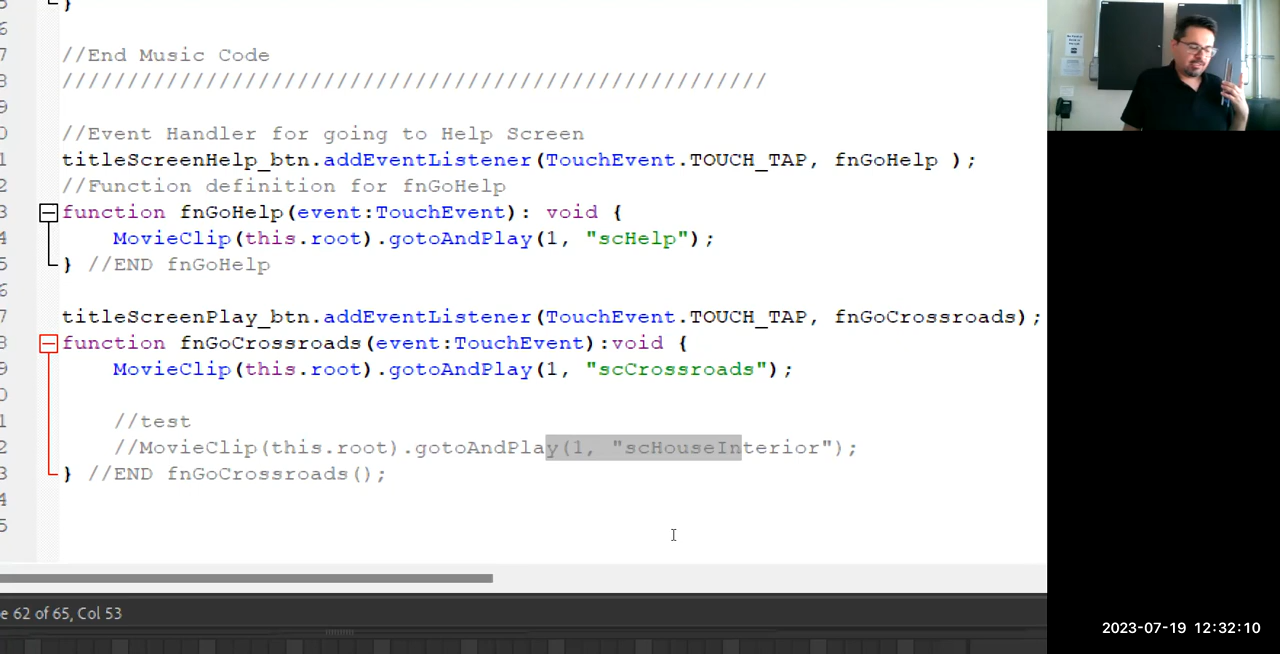 }
//End Music Code
//////////////////////////////////////////////////////
//Event Handler for going to Help Screen
titleScreenHelp_btn.addEventListener(TouchEvent.TOUCH_TAP, fnGoHelp );
//Function definition for fnGoHelp
function fnGoHelp(event:TouchEvent): void {
MovieClip(this.root).gotoAndPlay(1, "scHelp");
} //END fnGoHelp
titleScreenPlay_btn.addEventListener(TouchEvent.TOUCH_TAP, fnGoCrossroads);
function fnGoCrossroads(event:TouchEvent):void {
MovieClip(this.root).gotoAndPlay(1, "scCrossroads");
//test
//MovieClip(this.root).gotoAndPlay(1, "scHouseInterior");
} //END fnGoCrossroads();
e 62 of 65, Col 53
2023-07-19 12:32:10